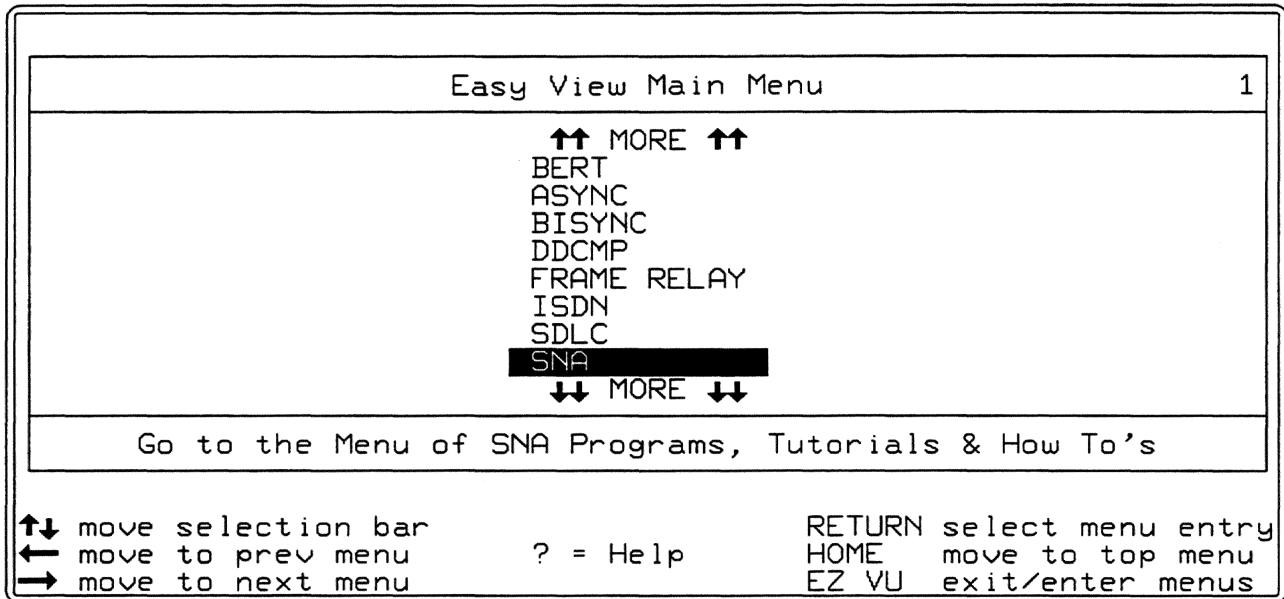 Easy View Main Menu 1
↑↑ MORE ↑↑
BERT
ASYNC
BISYNC
DDCMP
FRAME RELAY
ISDN
SDLC
SNA
↓↓ MORE ↓↓
Go to the Menu of SNA Programs, Tutorials & How To's
↑↓ move selection bar RETURN select menu entry
← move to prev menu ? = Help HOME move to top menu
→ move to next menu EZ VU exit/enter menus